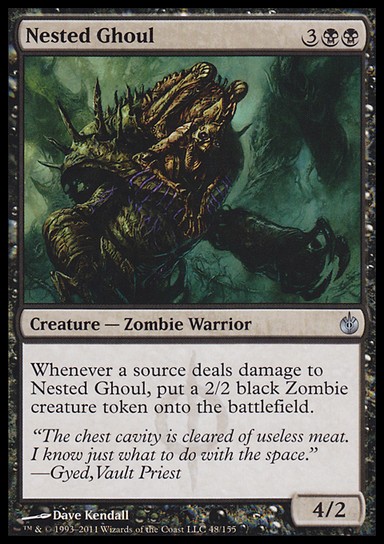 Nested Ghoul 3
Creature — Zombie Warrior
Whenever a source deals damage to
Nested Ghoul, put a 2/2 black Zombie
creature token onto the battlefield.
“The chest cavity is cleared of useless meat.
I know just what to do with the space.”
—Gyed,Vault Priest
Dave Kendall
4/2
™ & © 1993–2011 Wizards of the Coast LLC 48/155